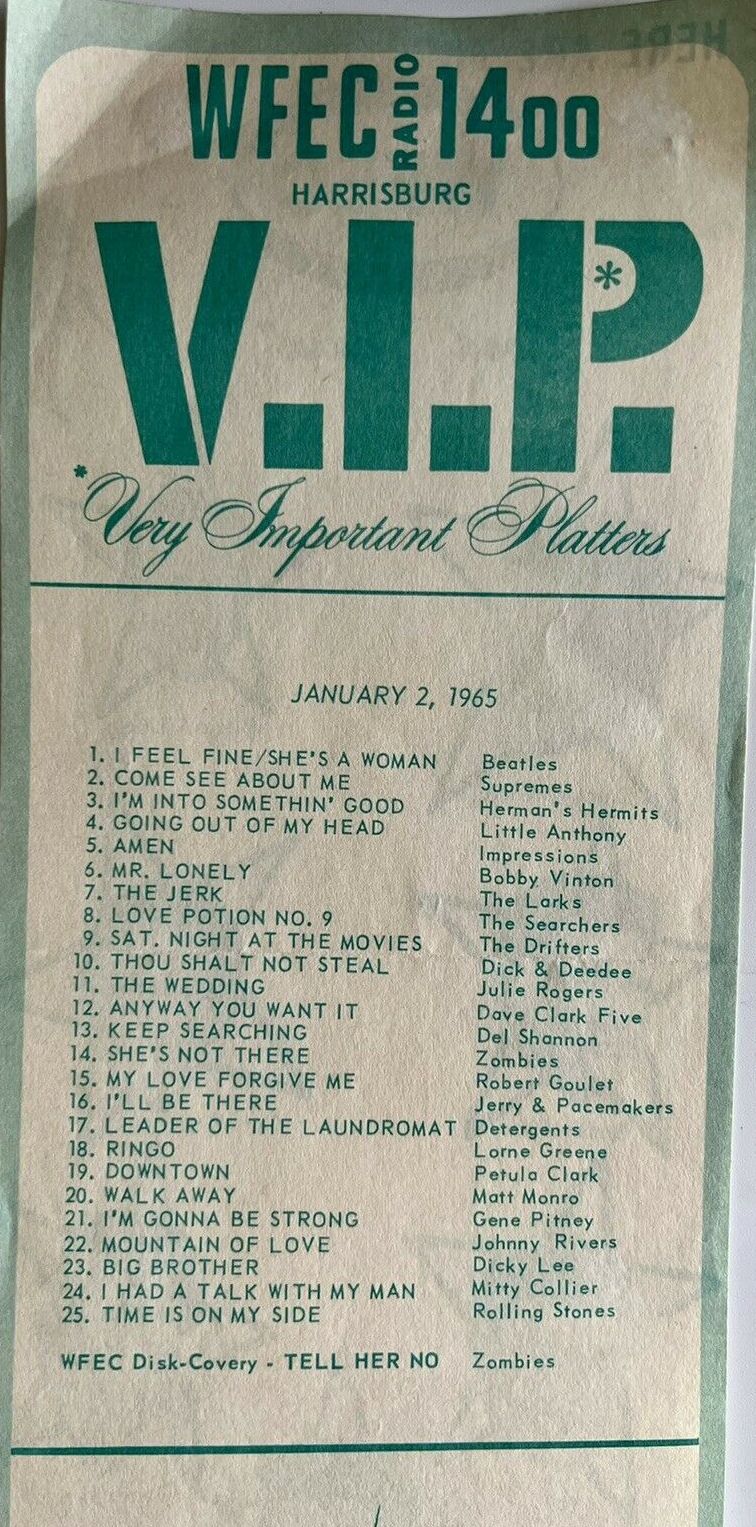 HERE
WFEC RADIO 1400
HARRISBURG
V.I.P.*
*Very Important Platters
JANUARY 2, 1965
1. I FEEL FINE/SHE'S A WOMAN Beatles
2. COME SEE ABOUT ME Supremes
3. I'M INTO SOMETHIN' GOOD Herman's Hermits
4. GOING OUT OF MY HEAD Little Anthony
5. AMEN Impressions
6. MR. LONELY Bobby Vinton
7. THE JERK The Larks
8. LOVE POTION NO. 9 The Searchers
9. SAT. NIGHT AT THE MOVIES The Drifters
10. THOU SHALT NOT STEAL Dick & Deedee
11. THE WEDDING Julie Rogers
12. ANYWAY YOU WANT IT Dave Clark Five
13. KEEP SEARCHING Del Shannon
14. SHE'S NOT THERE Zombies
15. MY LOVE FORGIVE ME Robert Goulet
16. I'LL BE THERE Jerry & Pacemakers
17. LEADER OF THE LAUNDROMAT Detergents
18. RINGO Lorne Greene
19. DOWNTOWN Petula Clark
20. WALK AWAY Matt Monro
21. I'M GONNA BE STRONG Gene Pitney
22. MOUNTAIN OF LOVE Johnny Rivers
23. BIG BROTHER Dicky Lee
24. I HAD A TALK WITH MY MAN Mitty Collier
25. TIME IS ON MY SIDE Rolling Stones
WFEC Disk-Covery - TELL HER NO Zombies